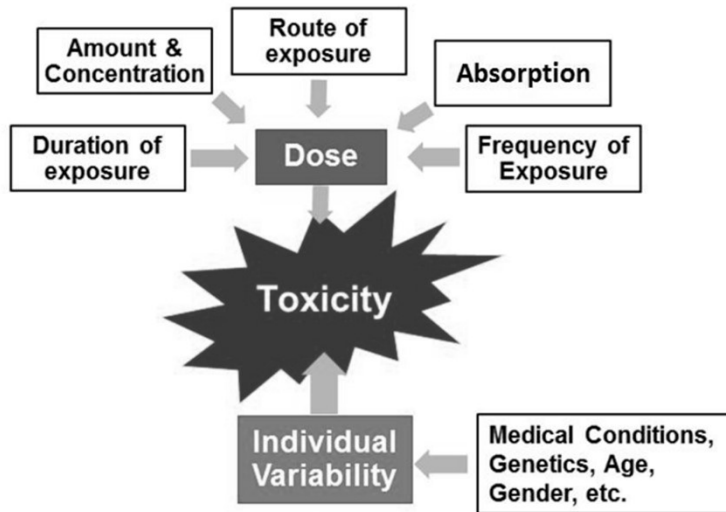 Route of
exposure
Amount &
Concentration
Absorption
Duration of
exposure
Dose
Frequency of
Exposure
Toxicity
Individual
Variability
Medical Conditions,
Genetics, Age,
Gender, etc.